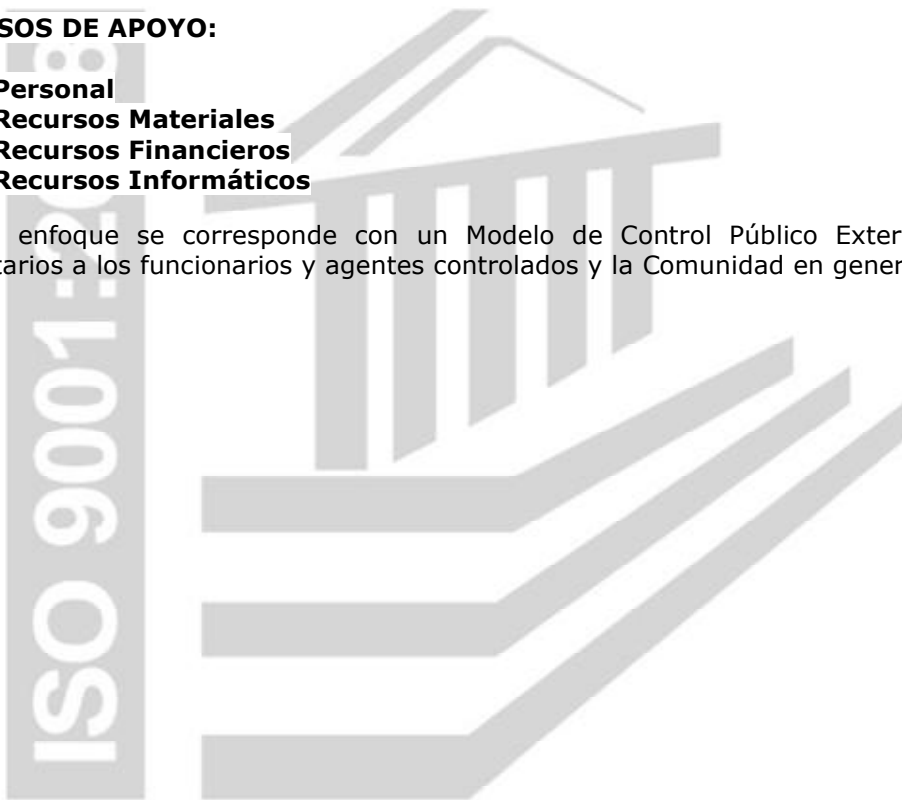 SOS DE APOYO:
Personal
Recursos Materiales
Recursos Financieros
Recursos Informáticos
enfoque se corresponde con un Modelo de Control Público Exter
tarios a los funcionarios y agentes controlados y la Comunidad en gener
ISO 9001:2008